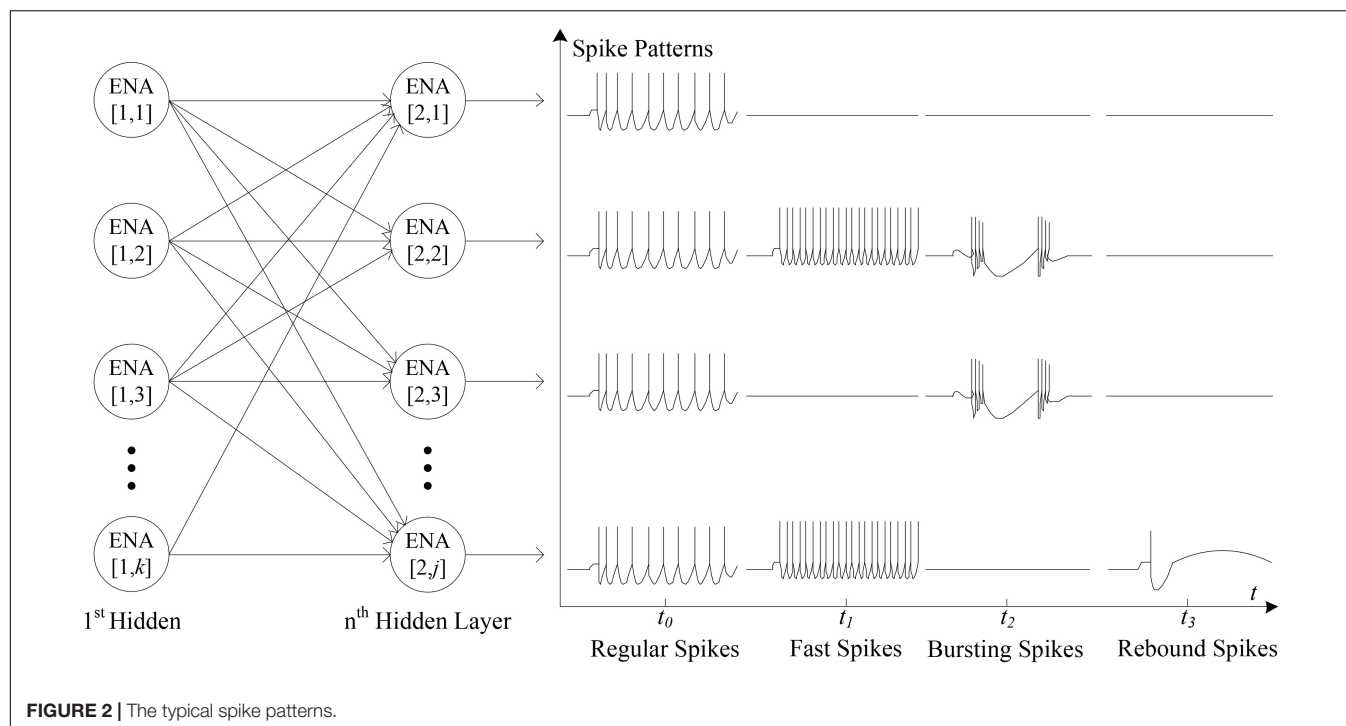 Spike Patterns
ENA
[1,1]
ENA
[2,1]
ENA
[1,2]
ENA
[2,2]
ENA
[1,3]
ENA
[2,3]
ENA
[1,k]
ENA
[2,j]
1st Hidden
nth Hidden Layer
t
t0
t1
t2
t3
Regular Spikes
Fast Spikes
Bursting Spikes
Rebound Spikes
FIGURE 2 | The typical spike patterns.